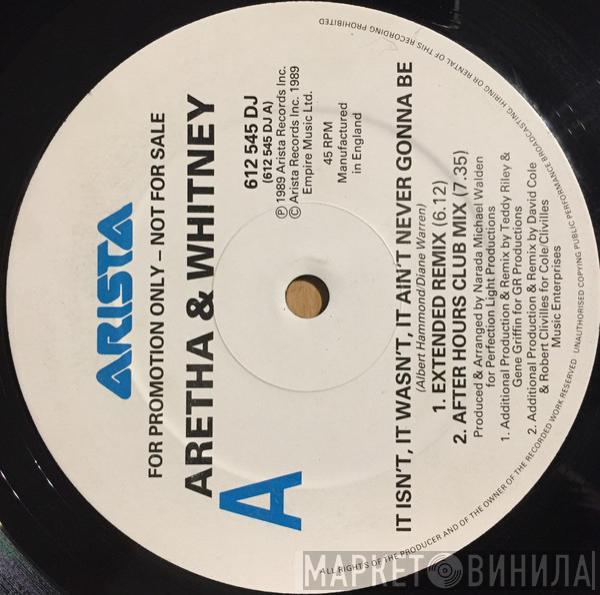 ARISTA
FOR PROMOTION ONLY – NOT FOR SALE
ARETHA & WHITNEY
A
612 545 DJ
(612 545 DJ A)
℗ 1989 Arista Records Inc.
© Arista Records Inc. 1989
Empire Music Ltd.
45 RPM
Manufactured
in England
IT ISN'T, IT WASN'T, IT AIN'T NEVER GONNA BE
(Albert Hammond/Diane Warren)
1. EXTENDED REMIX (6.12)
2. AFTER HOURS CLUB MIX (7.35)
Produced & Arranged by Narada Michael Walden
for Perfection Light Productions
1. Additional Production & Remix by Teddy Riley &
Gene Griffin for GR Productions
2. Additional Production & Remix by David Cole
& Robert Clivilles for Cole/Clivilles
Music Enterprises
ALL RIGHTS OF THE PRODUCER AND OF THE OWNER OF THE RECORDED WORK RESERVED UNAUTHORISED COPYING PUBLIC PERFORMANCE BROADCASTING HIRING OR RENTAL OF THIS RECORDING PROHIBITED
МАРКЕТ ВИНИЛА